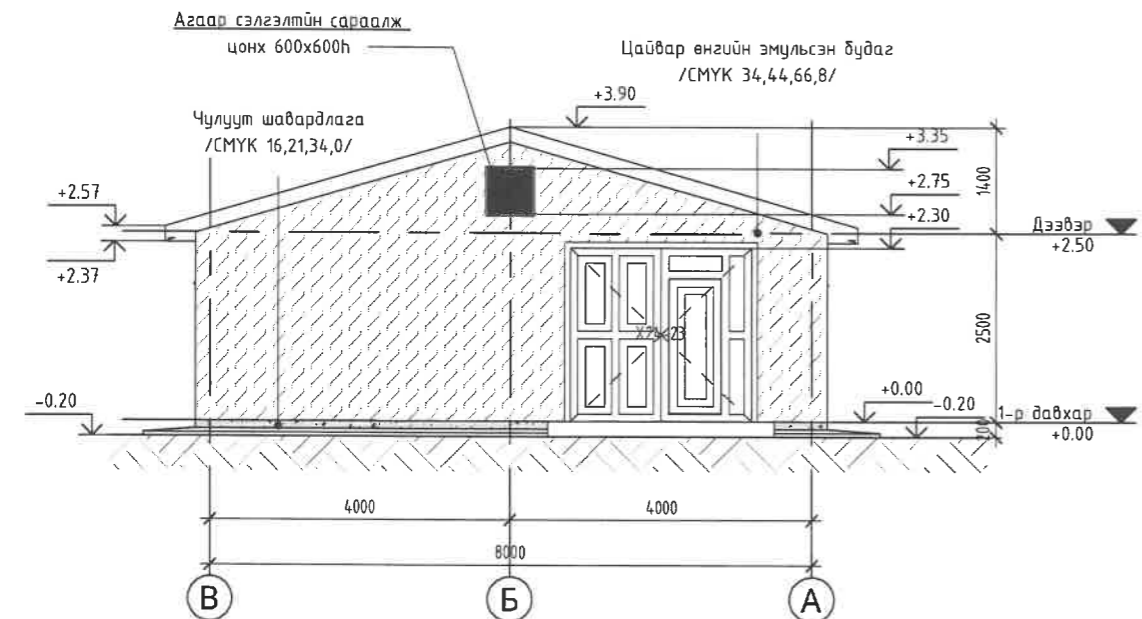 Агаар сэлгэлтийн сараалж
цонх 600х600h
Цайвар өнгийн эмульсэн будаг
/CMYK 34,44,66,8/
Чулуут шавардлага
/CMYK 16,21,34,0/
+3.90
+3.35
+2.75
+2.30
1400
+2.57
+2.37
Дээвэр
+2.50
2500
-0.20
+0.00
-0.20
1-р давхар
+0.00
200
4000
4000
8000
В
Б
А